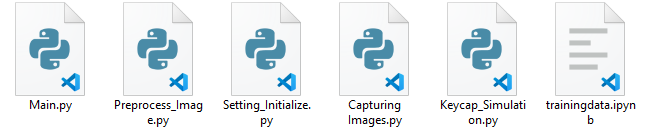 Main.py
Preprocess_Imag
e.py
Setting_Initialize.
py
Capturing
Images.py
Keycap_Simulati
on.py
trainingdata.ipyn
b